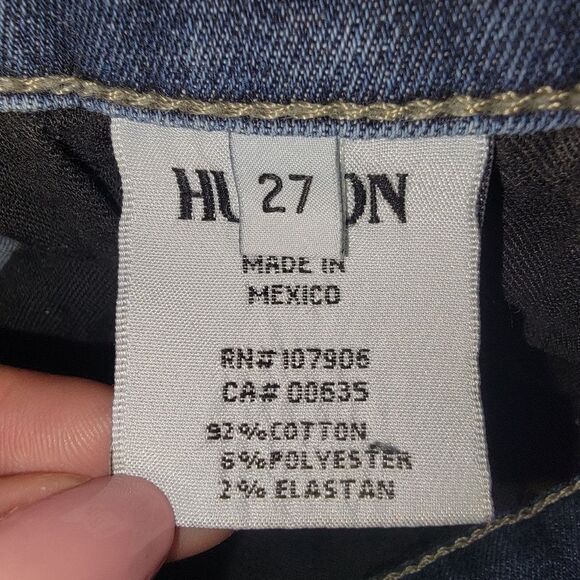 HU ON
27
MADE IN
MEXICO
RN# 107906
CA# 00635
92% COTTON
6% POLYESTER
2% ELASTAN